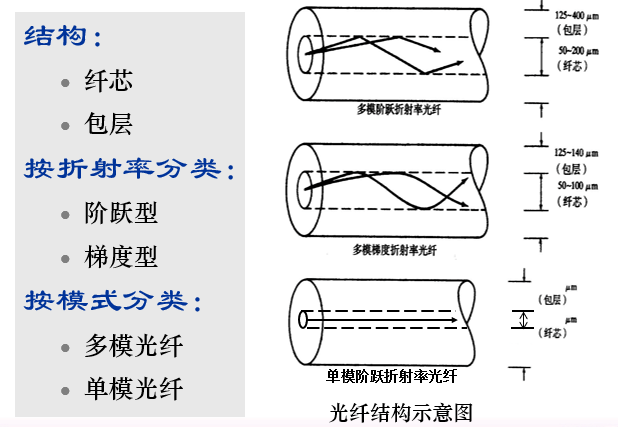 结构：
纤芯
包层
按折射率分类：
阶跃型
梯度型
按模式分类：
多模光纤
单模光纤
125~400 μm
（包层）
50~200 μm
（纤芯）
多模阶跃折射率光纤
125~140 μm
（包层）
50~100 μm
（纤芯）
多模梯度折射率光纤
μm
（包层）
μm
（纤芯）
单模阶跃折射率光纤
光纤结构示意图